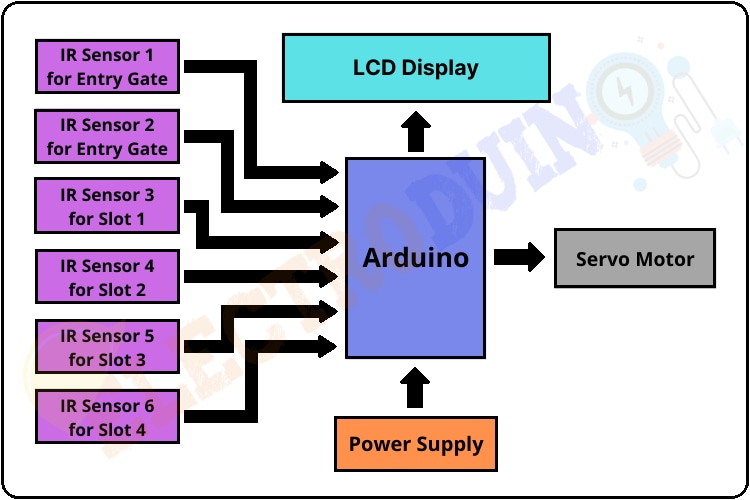 IR Sensor 1
for Entry Gate
IR Sensor 2
for Entry Gate
IR Sensor 3
for Slot 1
IR Sensor 4
for Slot 2
IR Sensor 5
for Slot 3
IR Sensor 6
for Slot 4
LCD Display
Arduino
Servo Motor
Power Supply
ELECTRODUINO